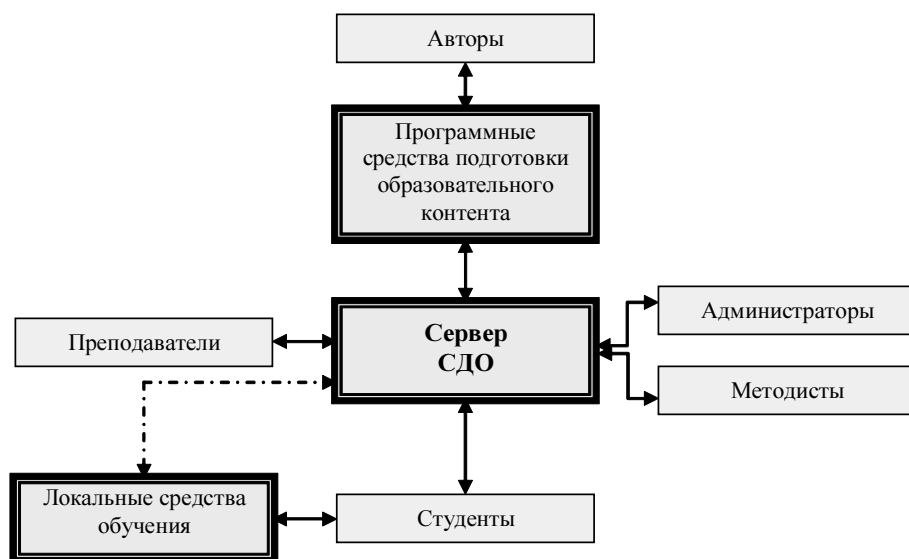 Авторы
Программные
средства подготовки
образовательного
контента
Сервер
СДО
Администраторы
Преподаватели
Методисты
Локальные средства
обучения
Студенты